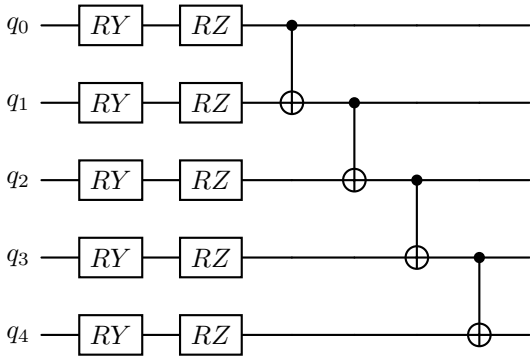 q₀ RY RZ
q₁ RY RZ
q₂ RY RZ
q₃ RY RZ
q₄ RY RZ